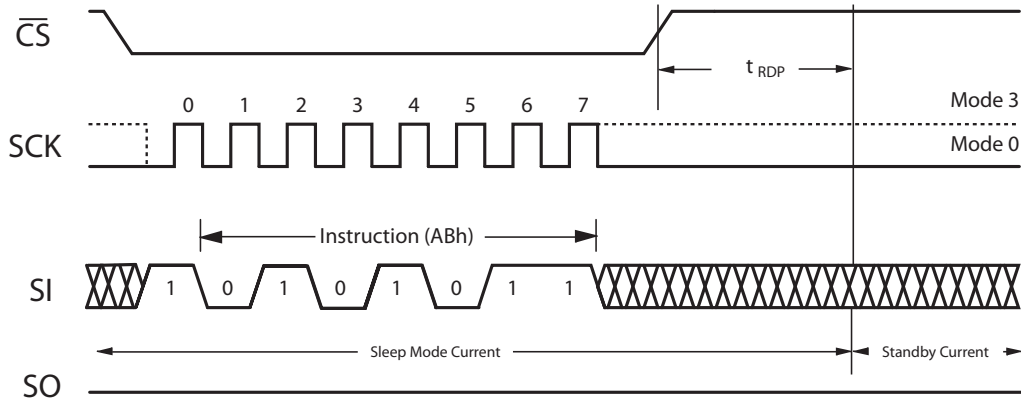 CS
t RDP
0 1 2 3 4 5 6 7
Mode 3
SCK
Mode 0
Instruction (ABh)
SI
1 0 1 0 1 0 1 1
Sleep Mode Current
Standby Current
SO